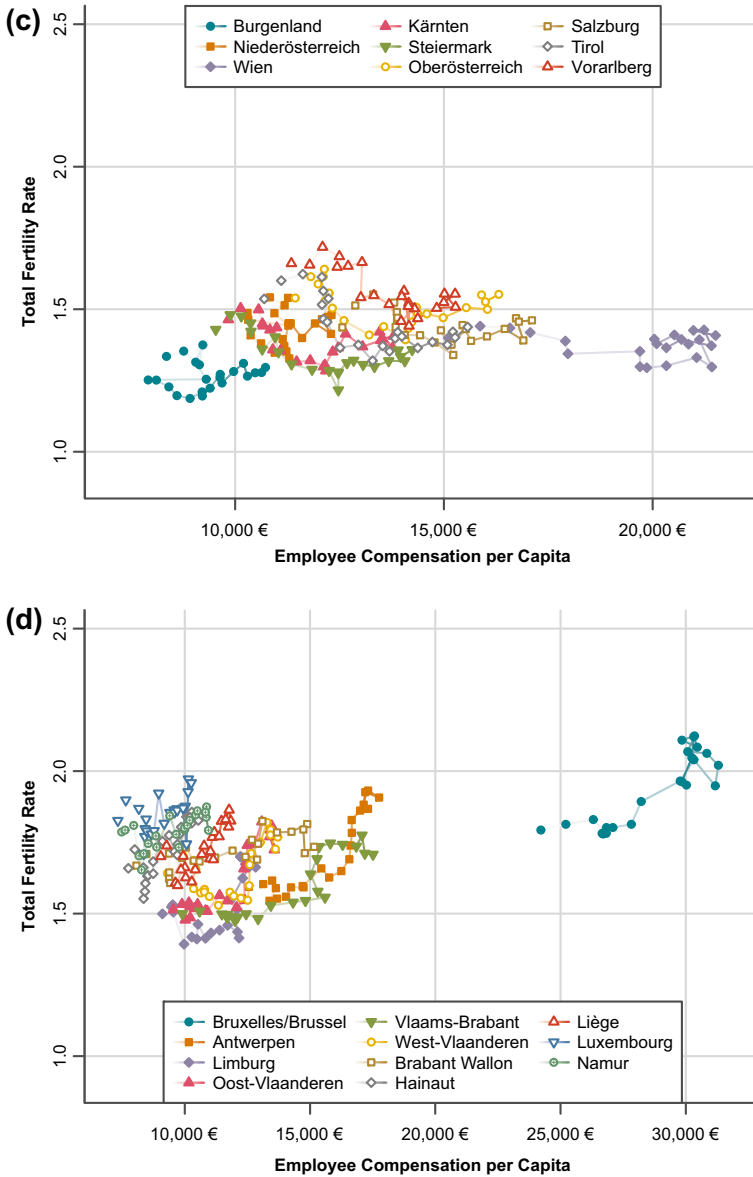 (c)
Burgenland Kärnten Salzburg
Niederösterreich Steiermark Tirol
Wien Oberösterreich Vorarlberg
2.5
2.0
1.5
1.0
Total Fertility Rate
10,000 € 15,000 € 20,000 €
Employee Compensation per Capita
(d)
2.5
2.0
1.5
1.0
Total Fertility Rate
Bruxelles/Brussel Vlaams-Brabant Liège
Antwerpen West-Vlaanderen Luxembourg
Limburg Brabant Wallon Namur
Oost-Vlaanderen Hainaut
10,000 € 15,000 € 20,000 € 25,000 € 30,000 €
Employee Compensation per Capita